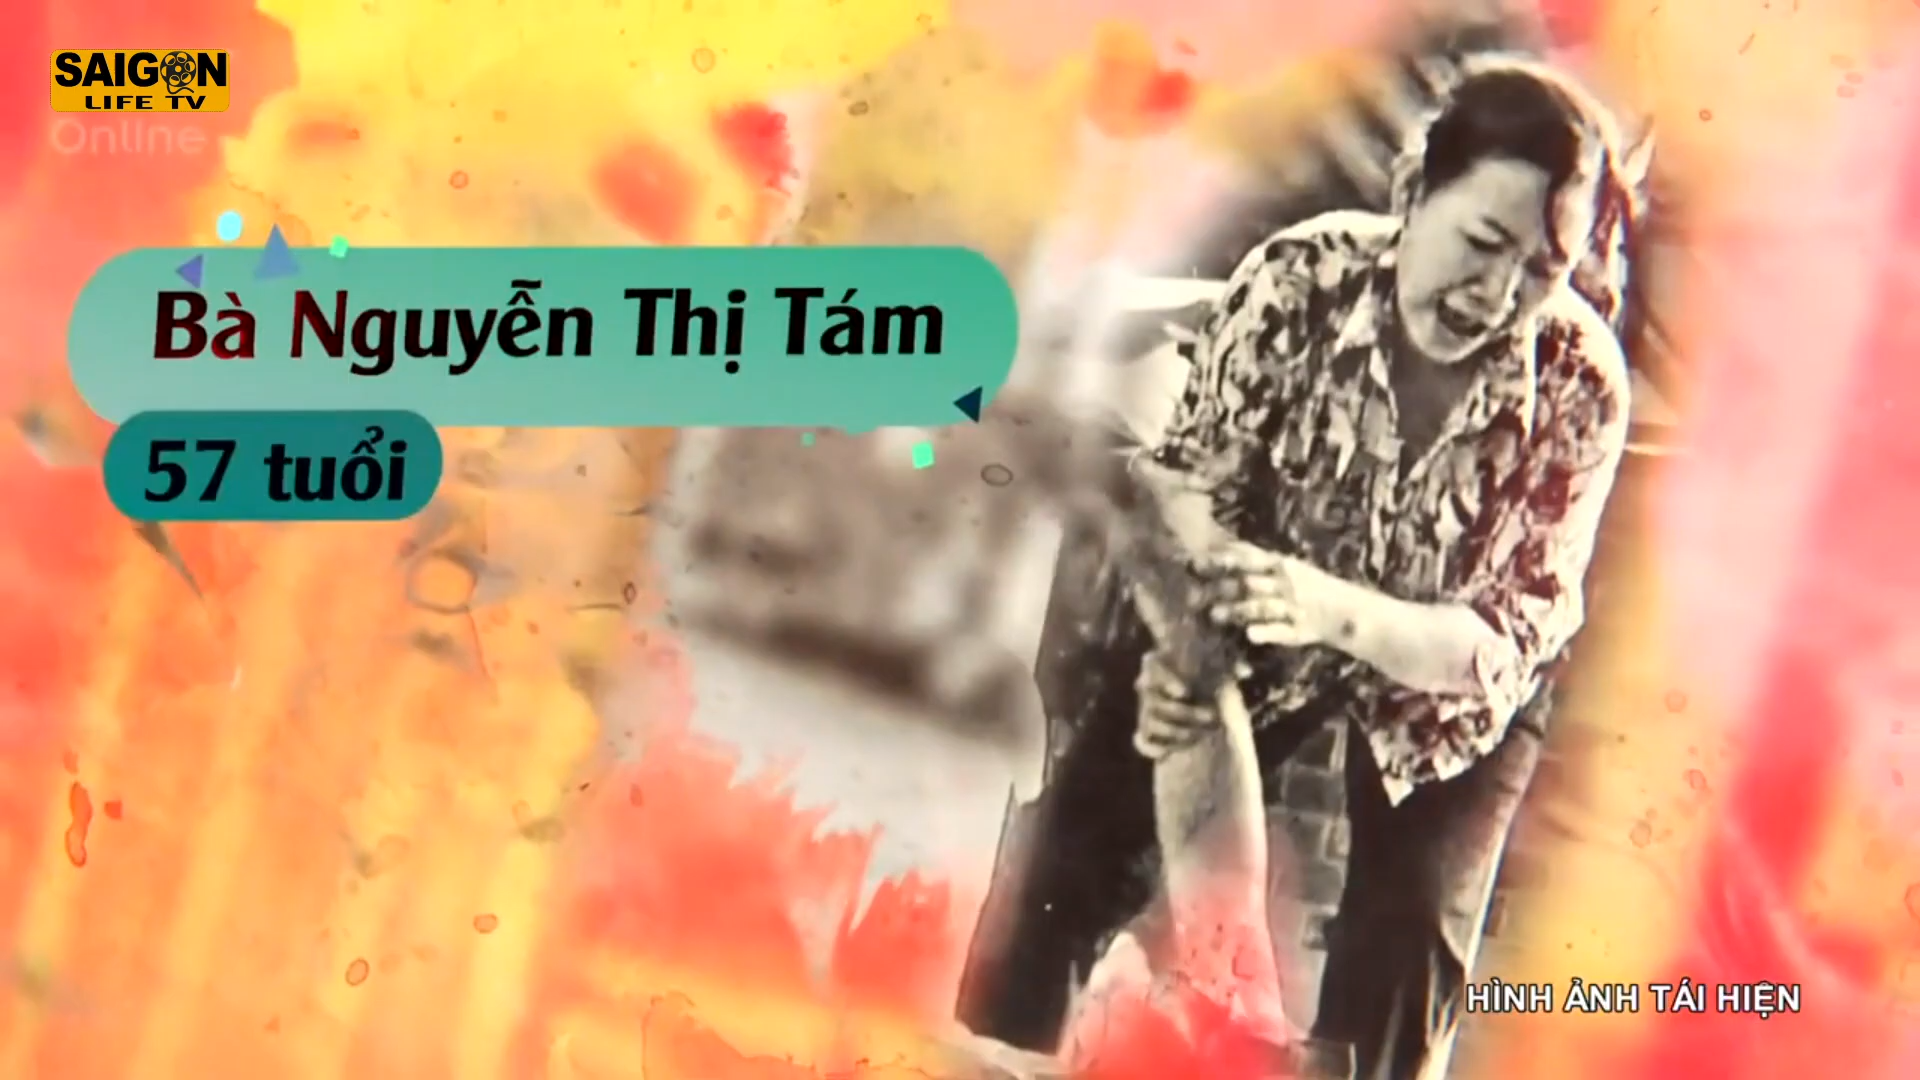 SAIGON
LIFE TV
Online
Bà Nguyễn Thị Tám
57 tuổi
HÌNH ẢNH TÁI HIỆN